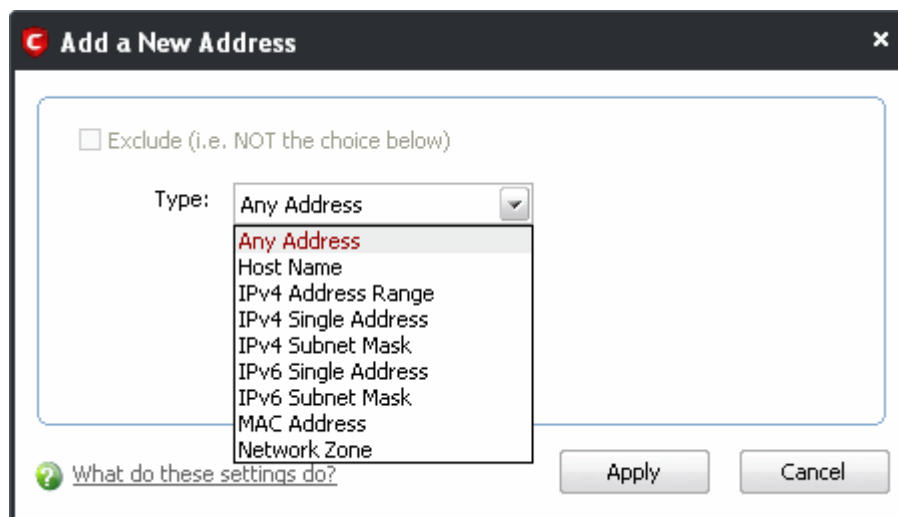 C Add a New Address
Exclude (i.e. NOT the choice below)
Type: Any Address
Any Address
Host Name
IPv4 Address Range
IPv4 Single Address
IPv4 Subnet Mask
IPv6 Single Address
IPv6 Subnet Mask
MAC Address
Network Zone
? What do these settings do? Apply Cancel